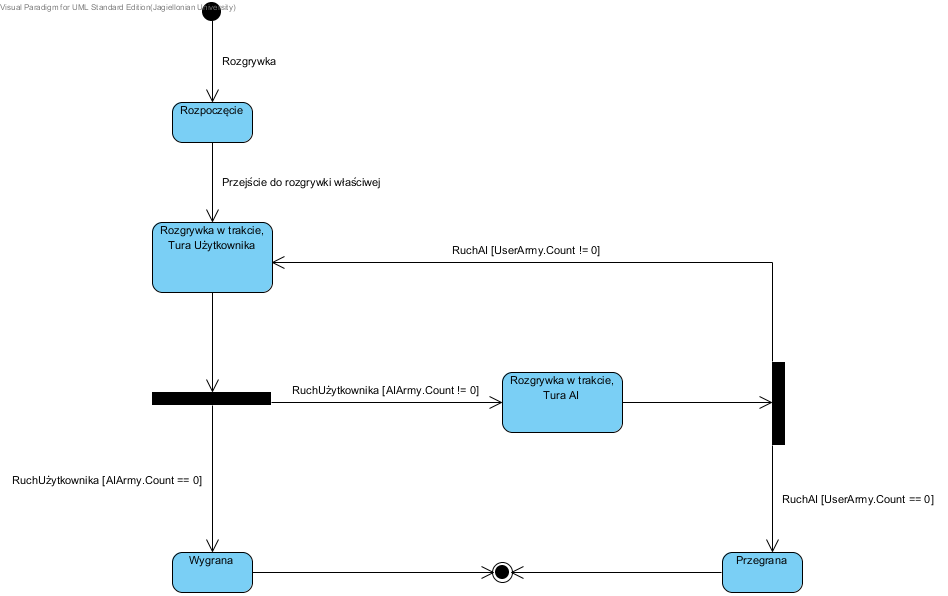 Visual Paradigm for UML Standard Edition(Jagiellonian University)
Rozgrywka
Rozpoczęcie
Przejście do rozgrywki właściwej
Rozgrywka w trakcie,
Tura Użytkownika
RuchAI [UserArmy.Count != 0]
RuchUżytkownika [AIArmy.Count != 0]
Rozgrywka w trakcie,
Tura AI
RuchUżytkownika [AIArmy.Count == 0]
RuchAI [UserArmy.Count == 0]
Wygrana
Przegrana